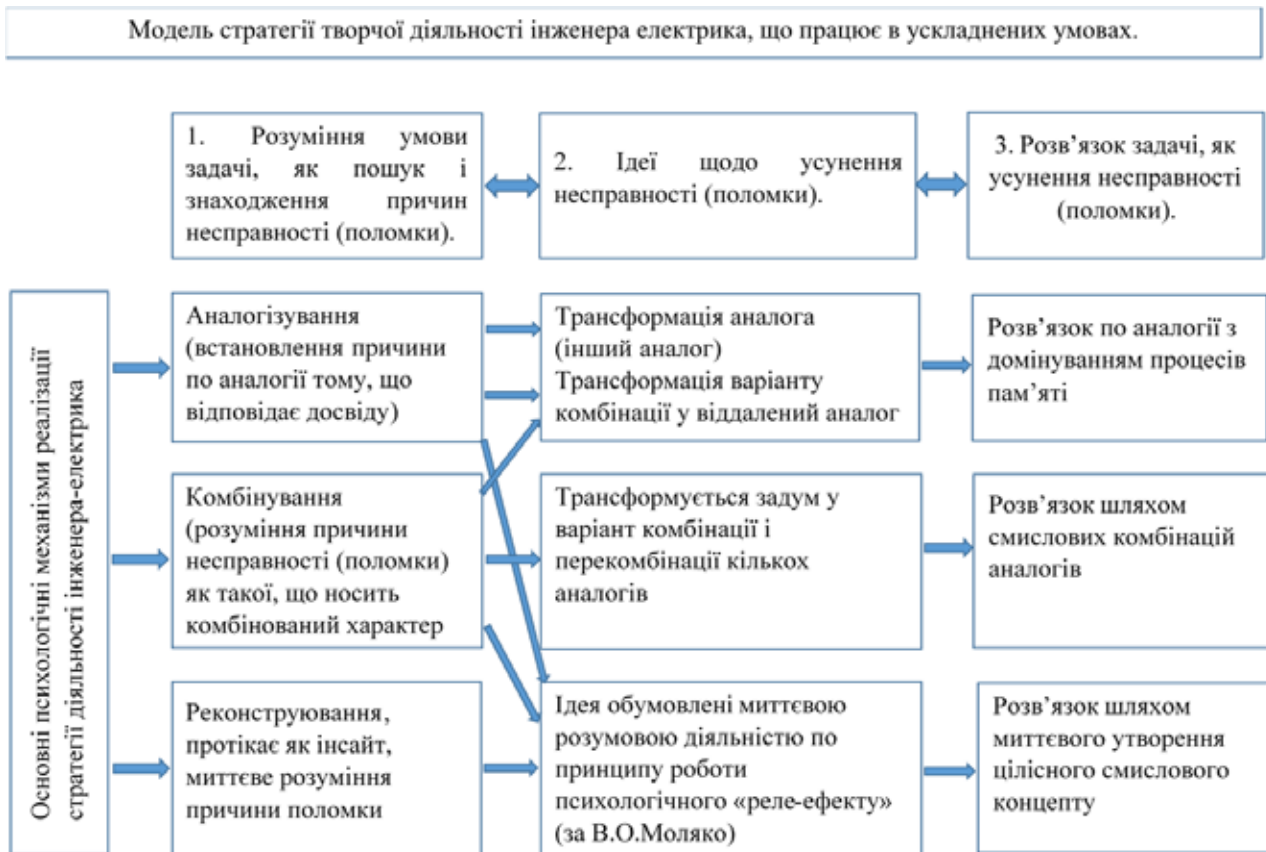 Модель стратегії творчої діяльності інженера електрика, що працює в ускладнених умовах.
1. Розуміння умови
задачі, як пошук і
знаходження причин
несправності (поломки).
2. Ідеї щодо усунення
несправності (поломки).
3. Розв’язок задачі, як
усунення несправності
(поломки).
Основні психологічні механізми реалізації
стратегії діяльності інженера-електрика
Аналогізування
(встановлення причини
по аналогії тому, що
відповідає досвіду)
Трансформація аналога
(інший аналог)
Трансформація варіанту
комбінації у віддалений аналог
Розв’язок по аналогії з
домінуванням процесів
пам’яті
Комбінування
(розуміння причини
несправності (поломки)
як такої, що носить
комбінований характер
Трансформується задум у
варіант комбінації і
перекомбінації кількох
аналогів
Розв’язок шляхом
смислових комбінацій
аналогів
Реконструювання,
протікає як інсайт,
миттєве розуміння
причини поломки
Ідея обумовлені миттєвою
розумовою діяльністю по
принципу роботи
психологічного «реле-ефекту»
(за В.О.Моляко)
Розв’язок шляхом
миттєвого утворення
цілісного смислового
концепту